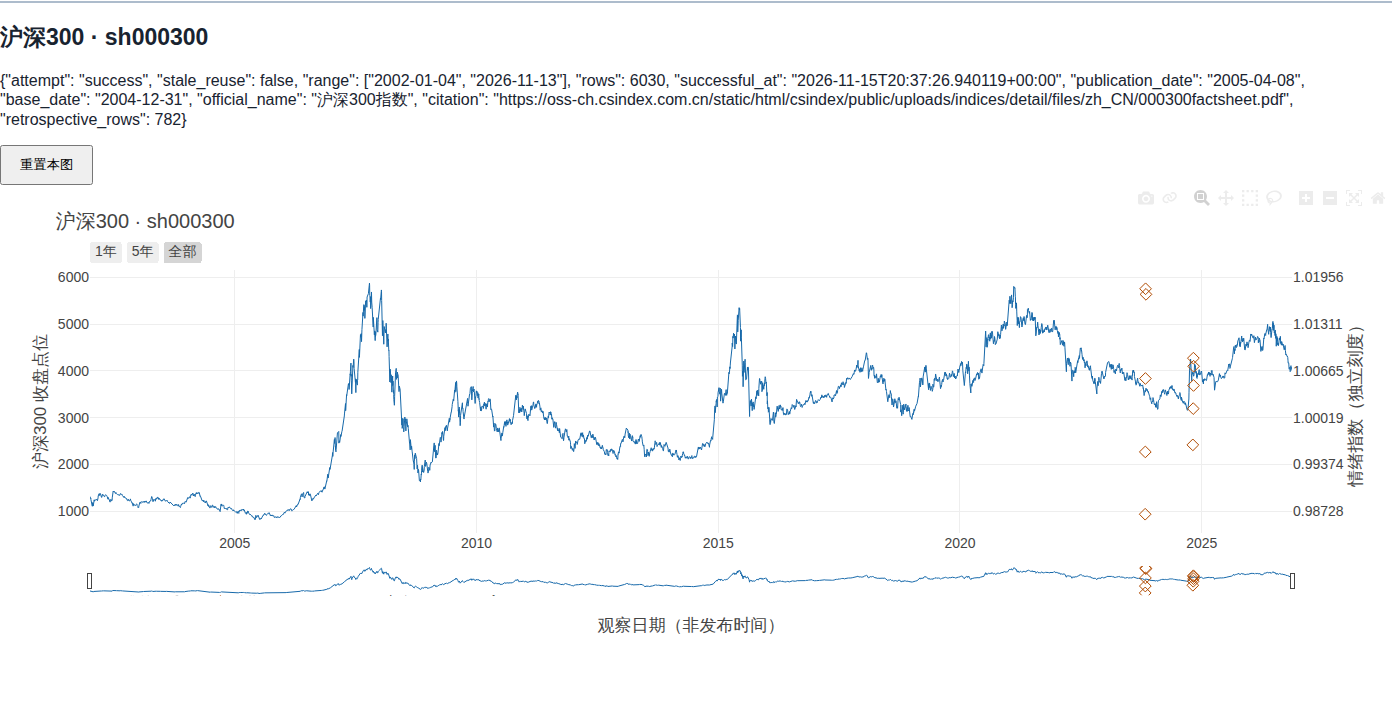 沪深300 · sh000300
{"attempt": "success", "stale_reuse": false, "range": ["2002-01-04", "2026-11-13"], "rows": 6030, "successful_at": "2026-11-15T20:37:26.940119+00:00", "publication_date": "2005-04-08",
"base_date": "2004-12-31", "official_name": "沪深300指数", "citation": "https://oss-ch.csindex.com.cn/static/html/csindex/public/uploads/indices/detail/files/zh_CN/000300factsheet.pdf",
"retrospective_rows": 782}
重置本图
沪深300 · sh000300
1年 5年 全部
6000 1.01956
5000 1.01311
4000 1.00665
3000 1.00019
2000 0.99374
1000 0.98728
沪深300 收盘点位
情绪指数（独立刻度）
2005 2010 2015 2020 2025
观察日期（非发布时间）